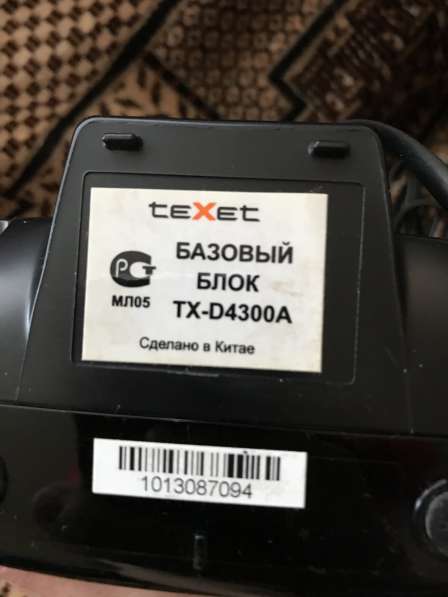 teXet
РСТ
МЛ05
БАЗОВЫЙ
БЛОК
TX-D4300A
Сделано в Китае
1013087094